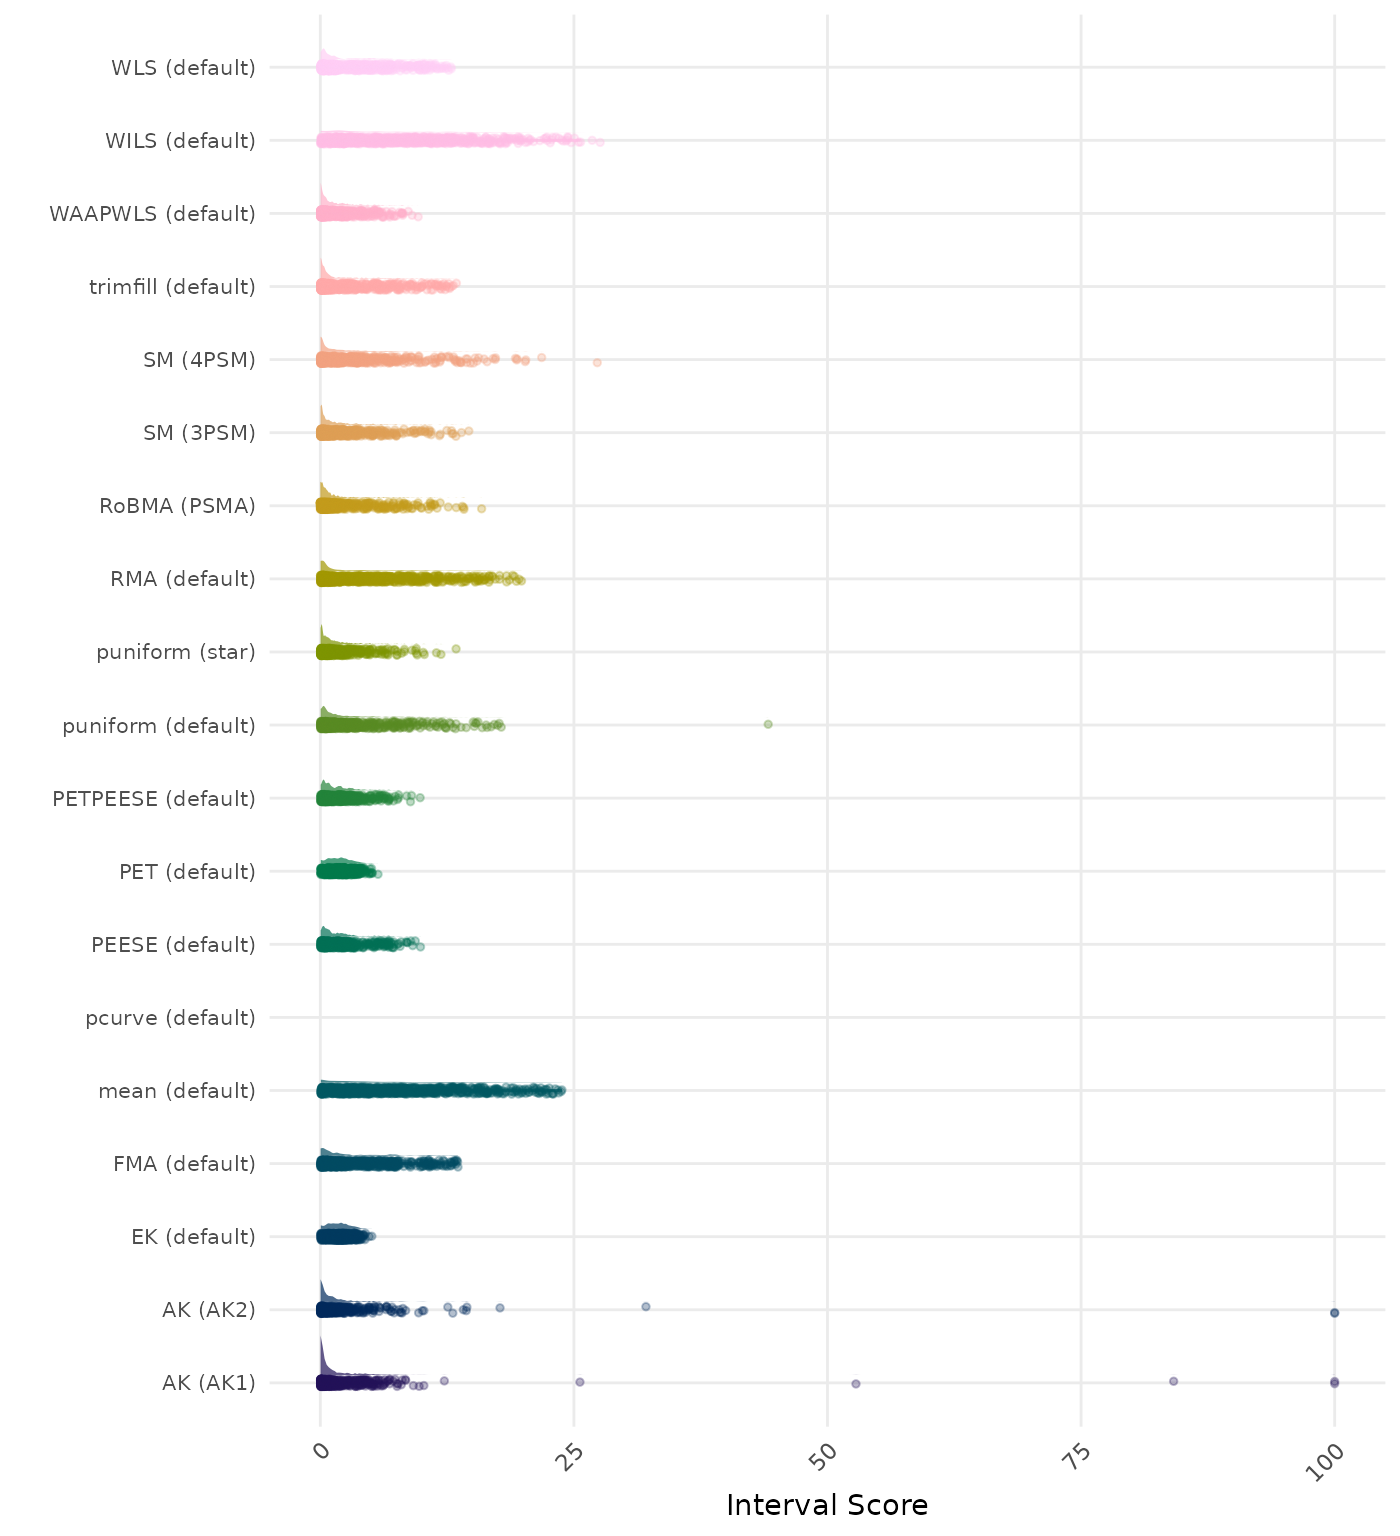 WLS (default)
WILS (default)
WAAPWLS (default)
trimfill (default)
SM (4PSM)
SM (3PSM)
RoBMA (PSMA)
RMA (default)
puniform (star)
puniform (default)
PETPEESE (default)
PET (default)
PEESE (default)
pcurve (default)
mean (default)
FMA (default)
EK (default)
AK (AK2)
AK (AK1)
0 25 50 75 100
Interval Score